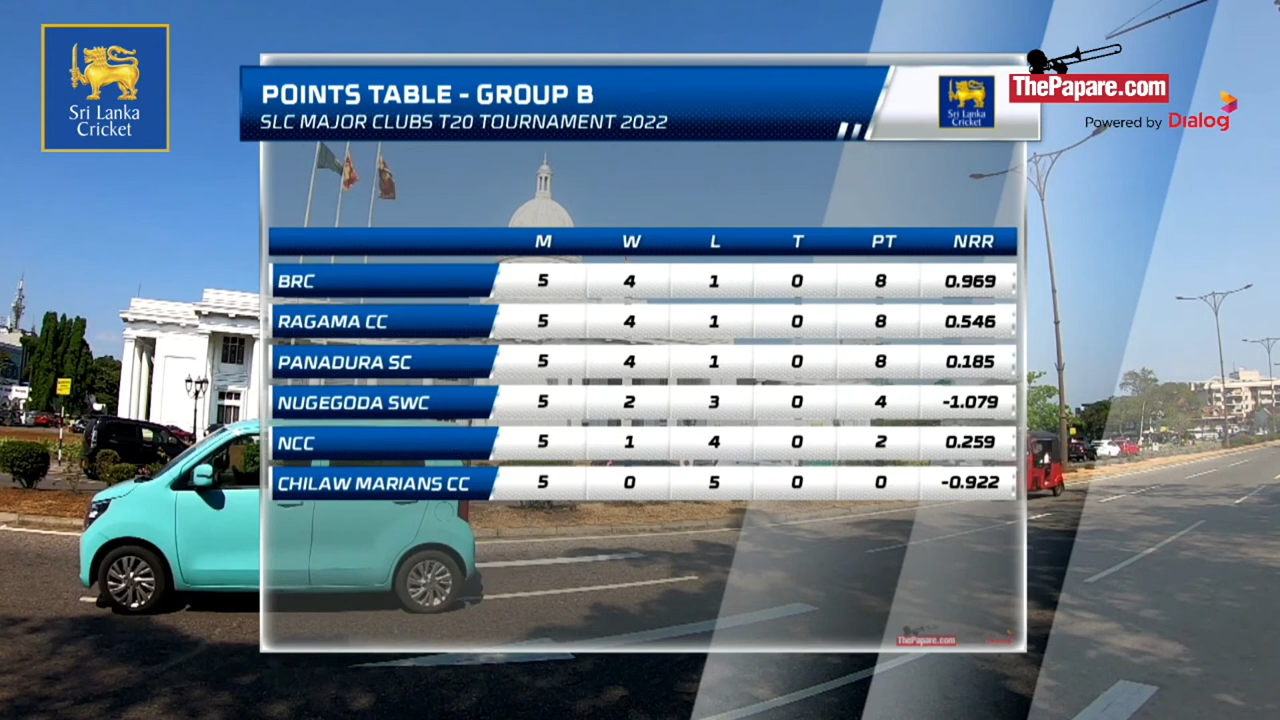 Sri Lanka
Cricket
POINTS TABLE - GROUP B
SLC MAJOR CLUBS T20 TOURNAMENT 2022
Sri Lanka
Cricket
ThePapare.com
Powered by Dialog
M W L T PT NRR
BRC 5 4 1 0 8 0.969
RAGAMA CC 5 4 1 0 8 0.546
PANADURA SC 5 4 1 0 8 0.185
NUGEGODA SWC 5 2 3 0 4 -1.079
NCC 5 1 4 0 2 0.259
CHILAW MARIANS CC 5 0 5 0 0 -0.922
ThePapare.com